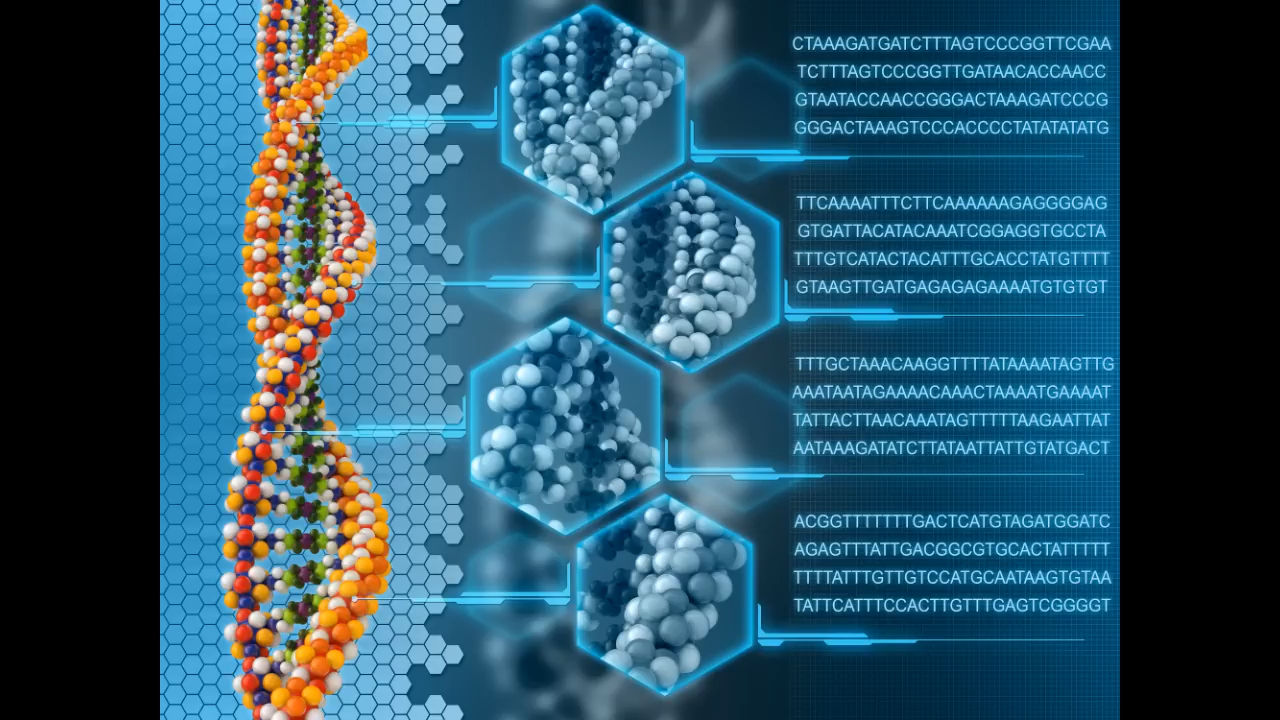 CTAAAGATGATCTTTAGTCCCGGTTCGAA
TCTTTAGTCCCGGTTGATAACACCAACC
GTAATACCAACCGGGACTAAAGATCCCG
GGGACTAAAGTCCCACCCCTATATATATG
TTCAAAATTTCTTCAAAAAAGAGGGGAG
GTGATTACATACAAATCGGAGGTGCCTA
TTTGTCATACTACATTTGCACCTATGTTTT
GTAAGTTGATGAGAGAGAAAATGTGTGT
TTTGCTAAACAAGGTTTTATAAAATAGTTG
AAATAATAGAAAACAAACTAAAATGAAAAT
TATTACTTAACAAATAGTTTTTAAGAATTAT
AATAAAGATATCTTATAATTATTGTATGACT
ACGGTTTTTTTGACTCATGTAGATGGATC
AGAGTTTATTGACGGCGTGCACTATTTTT
TTTTATTTGTTGTCCATGCAATAAGTGTAA
TATTCATTTCCACTTGTTTGAGTCGGGGT